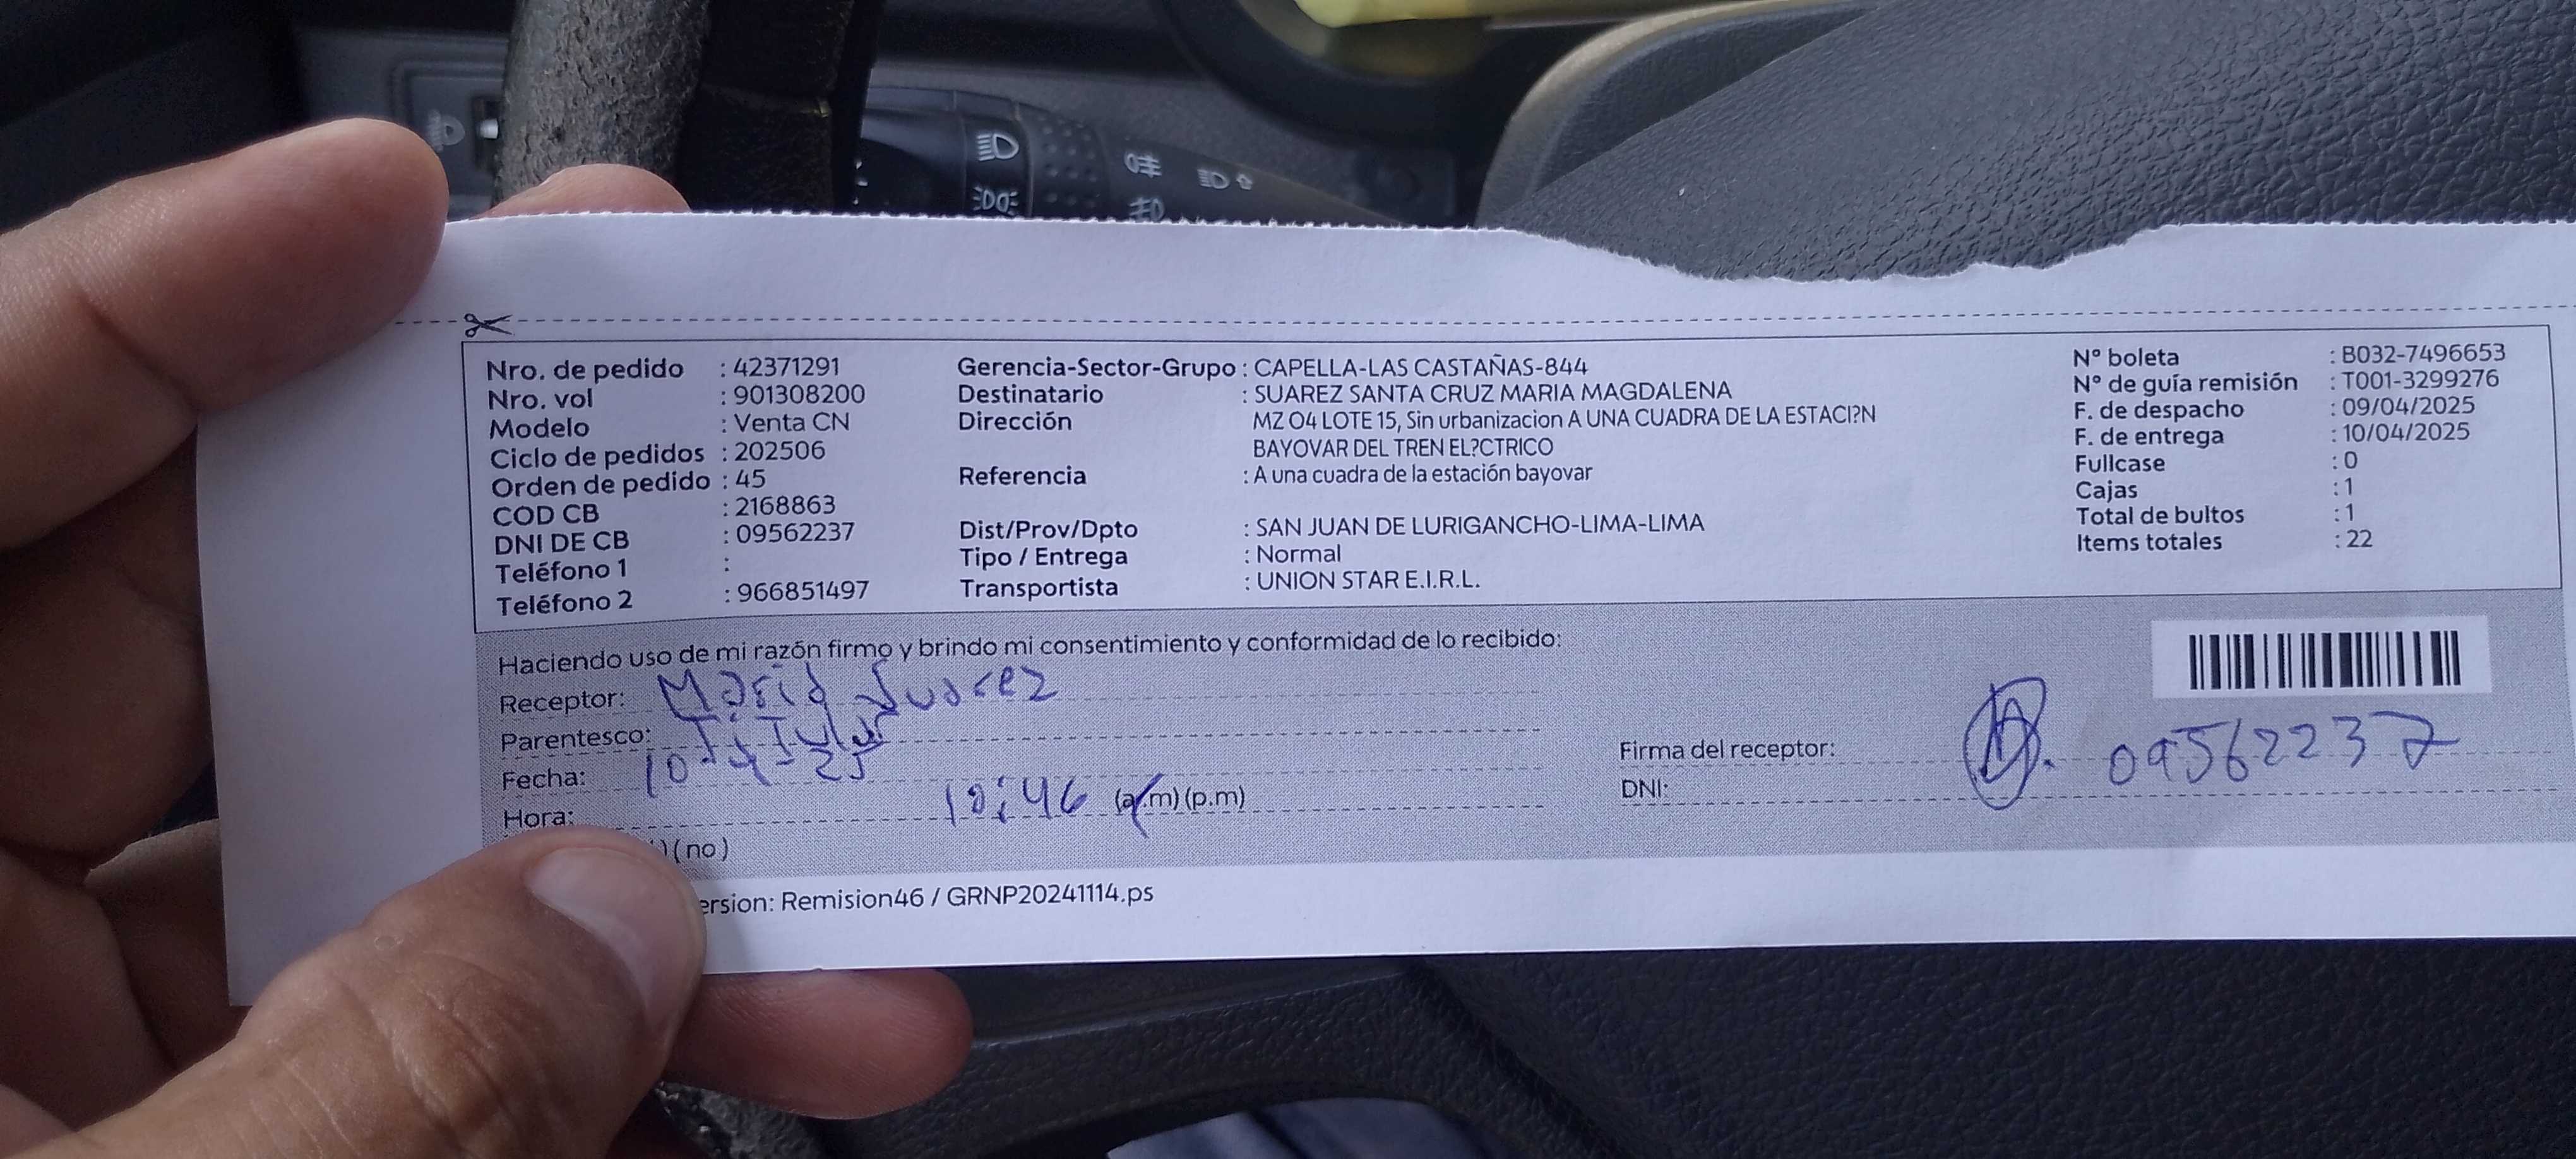 Nro. de pedido : 42371291
Nro. vol : 901308200
Modelo : Venta CN
Ciclo de pedidos : 202506
Orden de pedido : 45
COD CB : 2168863
DNI DE CB : 09562237
Teléfono 1 :
Teléfono 2 : 966851497
Gerencia-Sector-Grupo : CAPELLA-LAS CASTAÑAS-844
Destinatario : SUAREZ SANTA CRUZ MARIA MAGDALENA
Dirección MZ O4 LOTE 15, Sin urbanizacion A UNA CUADRA DE LA ESTACI?N
BAYOVAR DEL TREN EL?CTRICO
Referencia : A una cuadra de la estación bayovar
Dist/Prov/Dpto : SAN JUAN DE LURIGANCHO-LIMA-LIMA
Tipo / Entrega : Normal
Transportista : UNION STAR E.I.R.L.
N° boleta : B032-7496653
N° de guía remisión : T001-3299276
F. de despacho : 09/04/2025
F. de entrega : 10/04/2025
Fullcase : 0
Cajas : 1
Total de bultos : 1
Items totales : 22
Haciendo uso de mi razón firmo y brindo mi consentimiento y conformidad de lo recibido:
Receptor: Maria Suarez
Parentesco: Titular
Fecha: 10-4-25
Hora: 10:46 (a.m) (p.m)
) (no)
Firma del receptor:
DNI: 09562237
ersion: Remision46 / GRNP20241114.ps